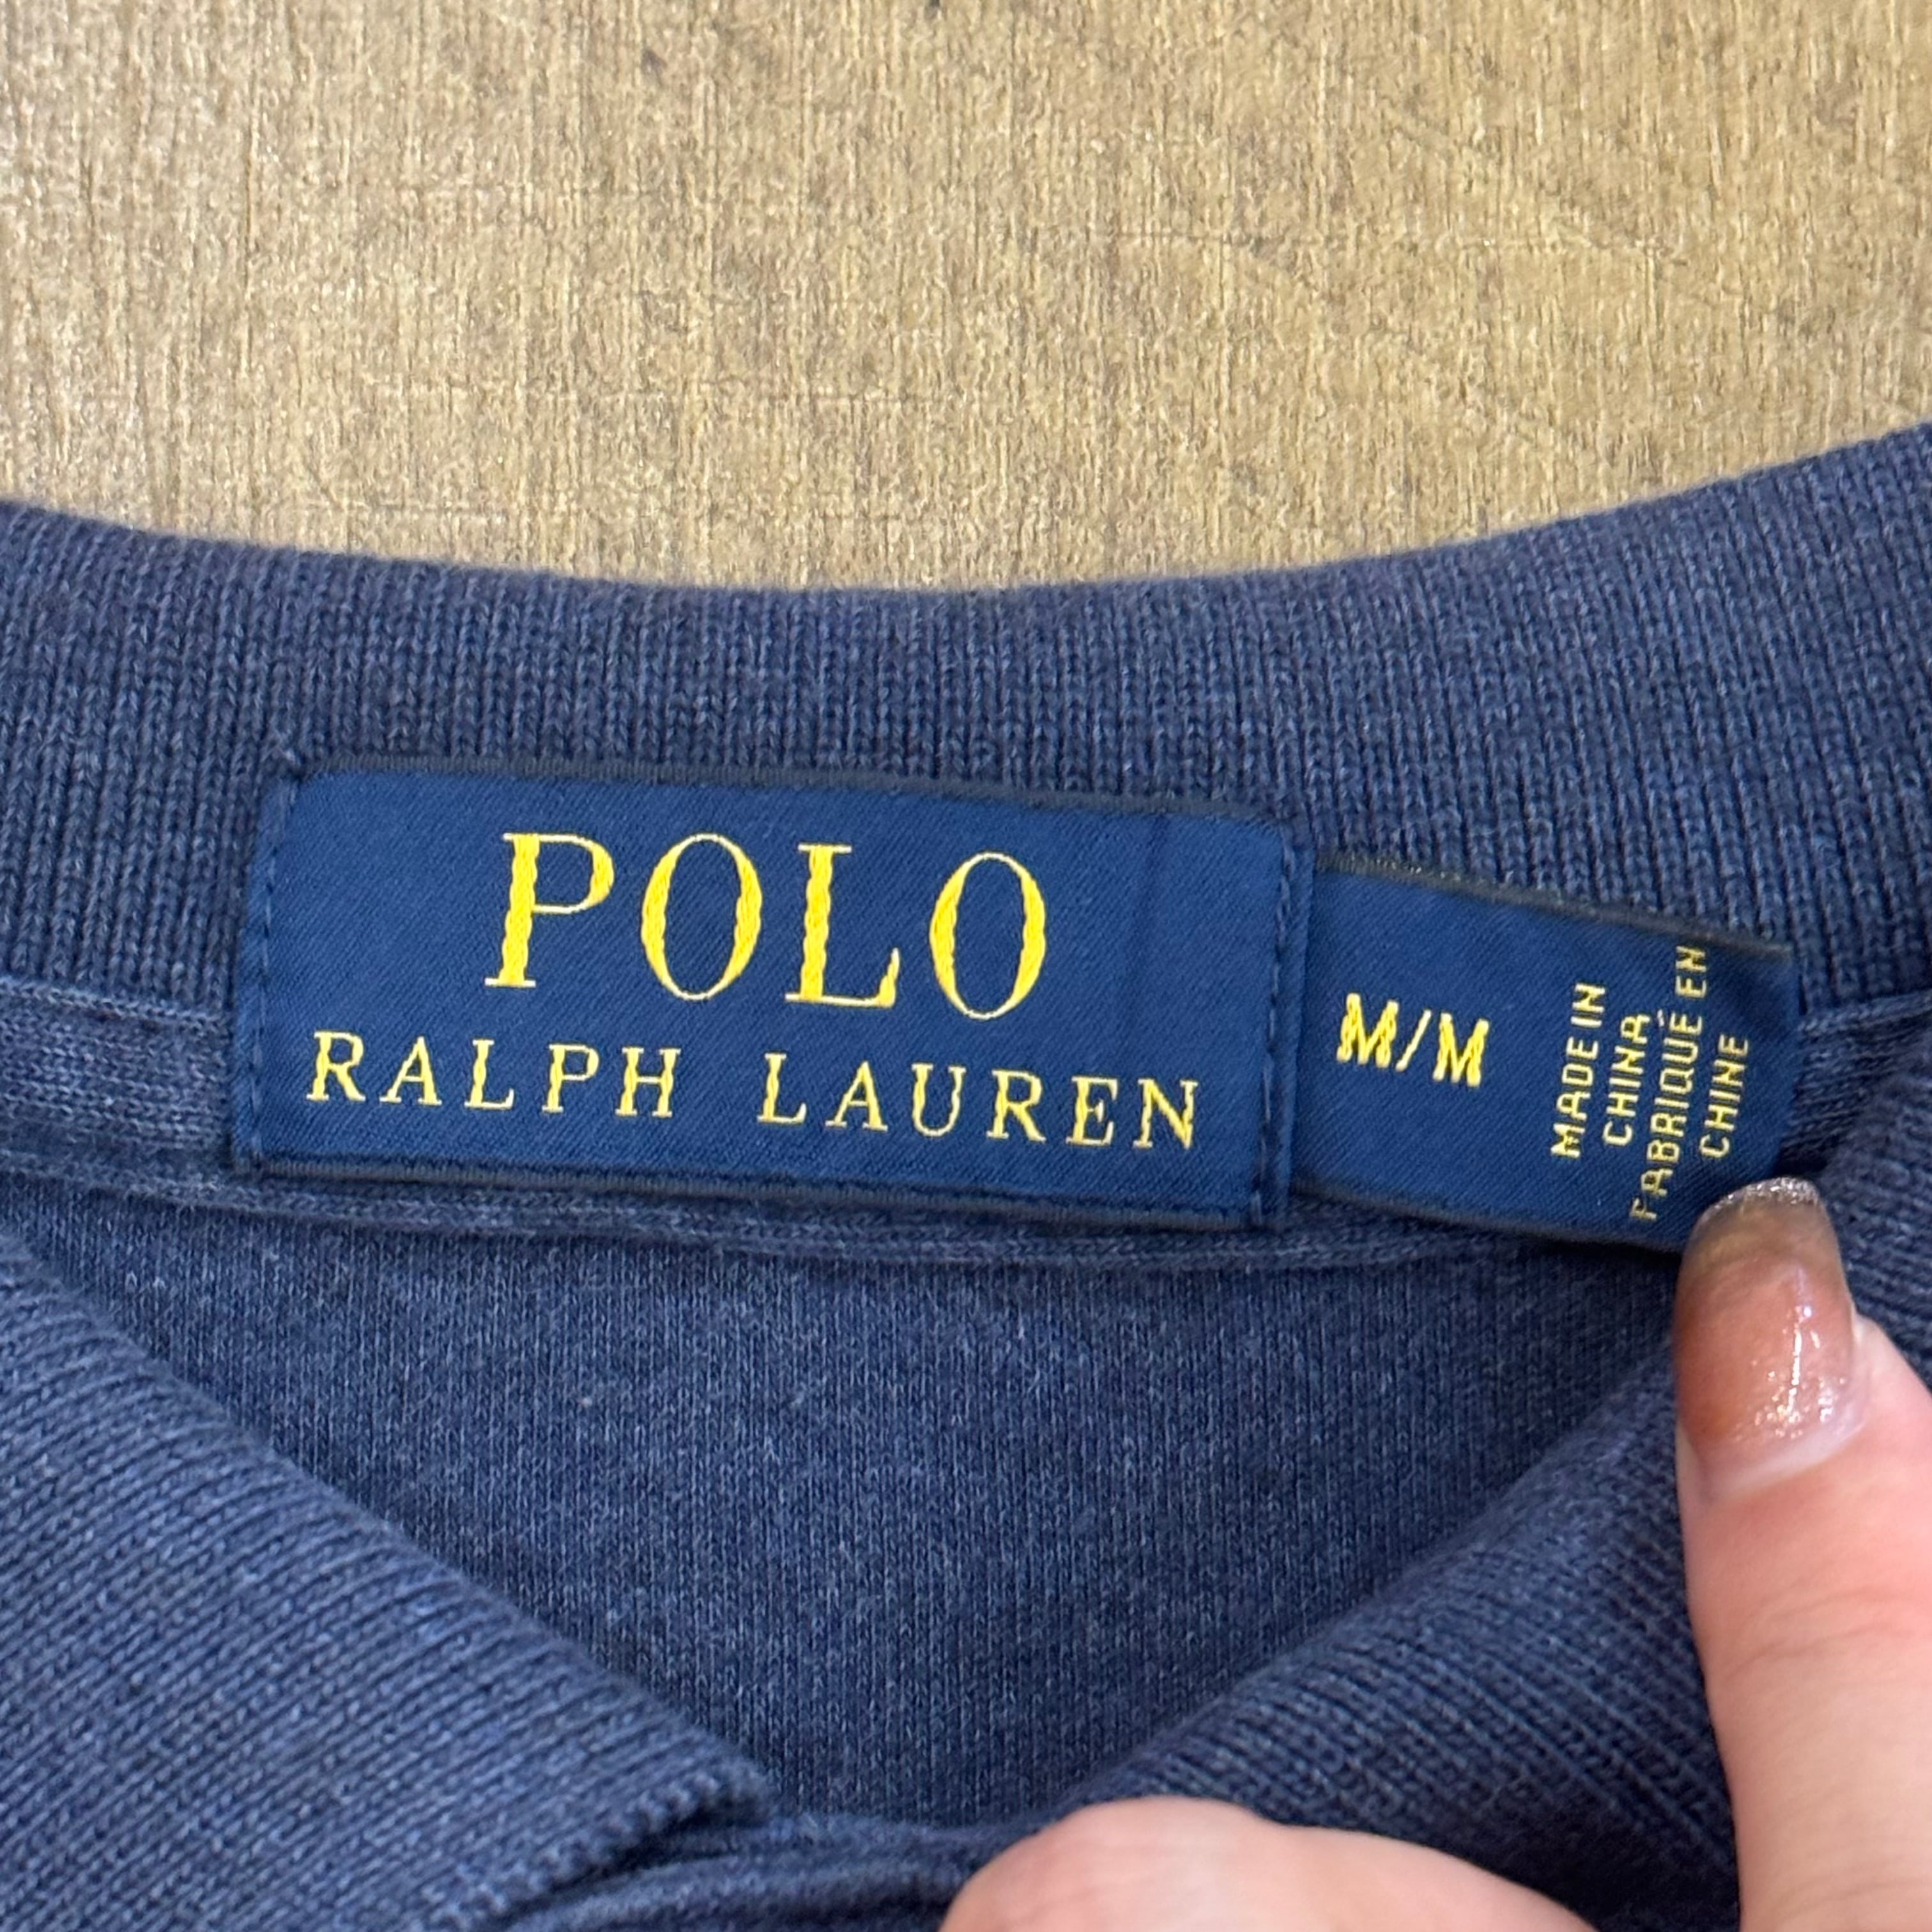 POLO
RALPH LAUREN
M/M
MADE IN
CHINA
FABRIQUÉ EN
CHINE